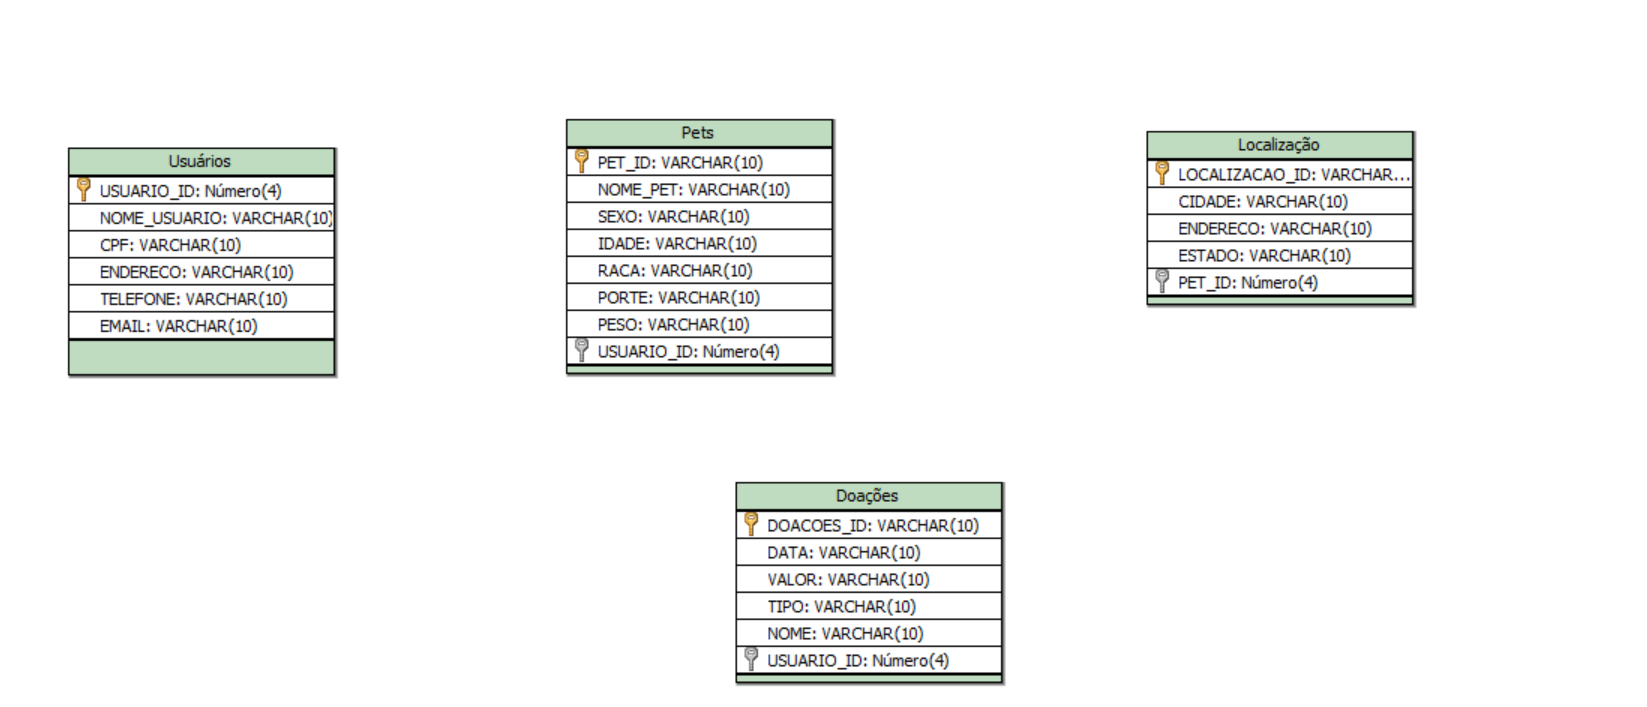 Usuários
USUARIO_ID: Número(4)
NOME_USUARIO: VARCHAR(10)
CPF: VARCHAR(10)
ENDERECO: VARCHAR(10)
TELEFONE: VARCHAR(10)
EMAIL: VARCHAR(10)
Pets
PET_ID: VARCHAR(10)
NOME_PET: VARCHAR(10)
SEXO: VARCHAR(10)
IDADE: VARCHAR(10)
RACA: VARCHAR(10)
PORTE: VARCHAR(10)
PESO: VARCHAR(10)
USUARIO_ID: Número(4)
Localização
LOCALIZACAO_ID: VARCHAR...
CIDADE: VARCHAR(10)
ENDERECO: VARCHAR(10)
ESTADO: VARCHAR(10)
PET_ID: Número(4)
Doações
DOACOES_ID: VARCHAR(10)
DATA: VARCHAR(10)
VALOR: VARCHAR(10)
TIPO: VARCHAR(10)
NOME: VARCHAR(10)
USUARIO_ID: Número(4)